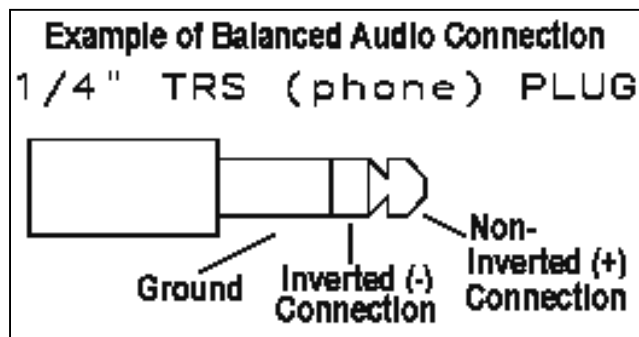 Example of Balanced Audio Connection
1/4" TRS (phone) PLUG
Ground
Inverted (-)
Connection
Non-
Inverted (+)
Connection